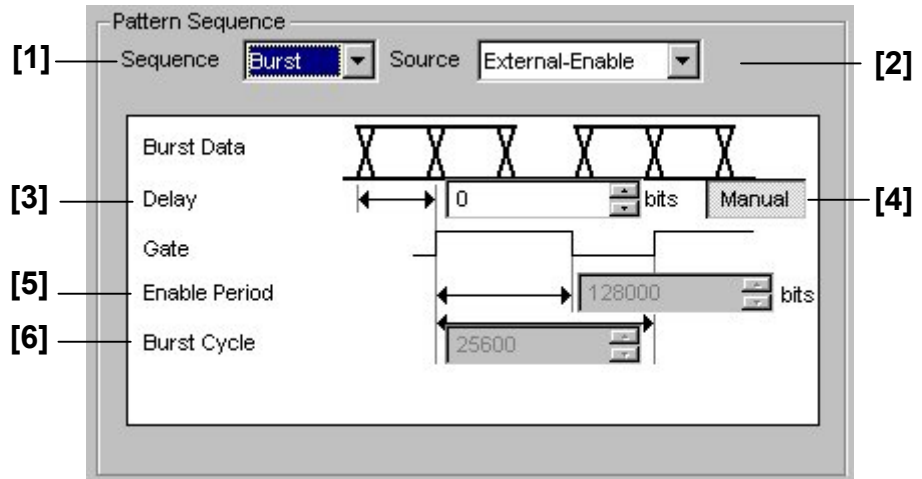 Pattern Sequence
[1] Sequence Burst Source External-Enable [2]
Burst Data
[3] Delay 0 bits Manual [4]
Gate
[5] Enable Period 128000 bits
[6] Burst Cycle 25600